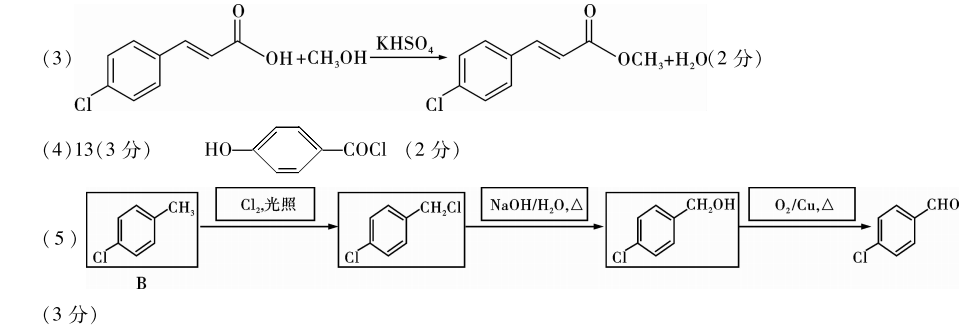 (3) Cl O OH+CH₃OH KHSO₄ Cl O OCH₃+H₂O(2分)
(4)13(3分) HO COCl (2分)
(5) Cl CH₃ Cl₂,光照 Cl CH₂Cl NaOH/H₂O,△ Cl CH₂OH O₂/Cu,△ Cl CHO
B
(3分)